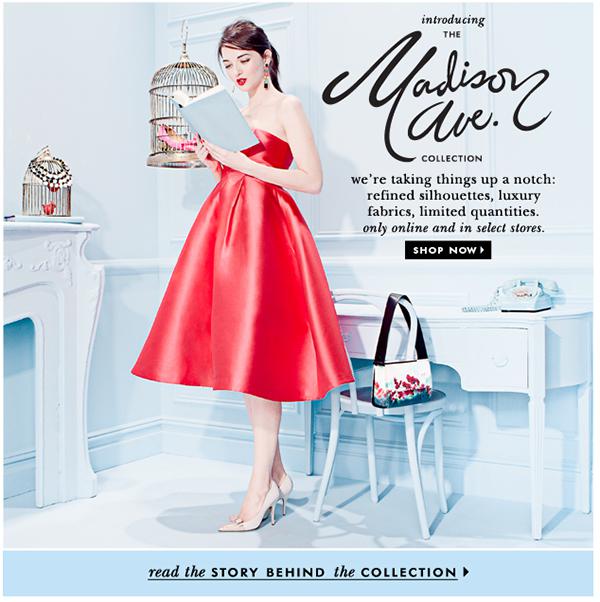 introducing
THE
Madison
Ave.
COLLECTION
we're taking things up a notch:
refined silhouettes, luxury
fabrics, limited quantities.
only online and in select stores.
SHOP NOW
read the STORY BEHIND the COLLECTION